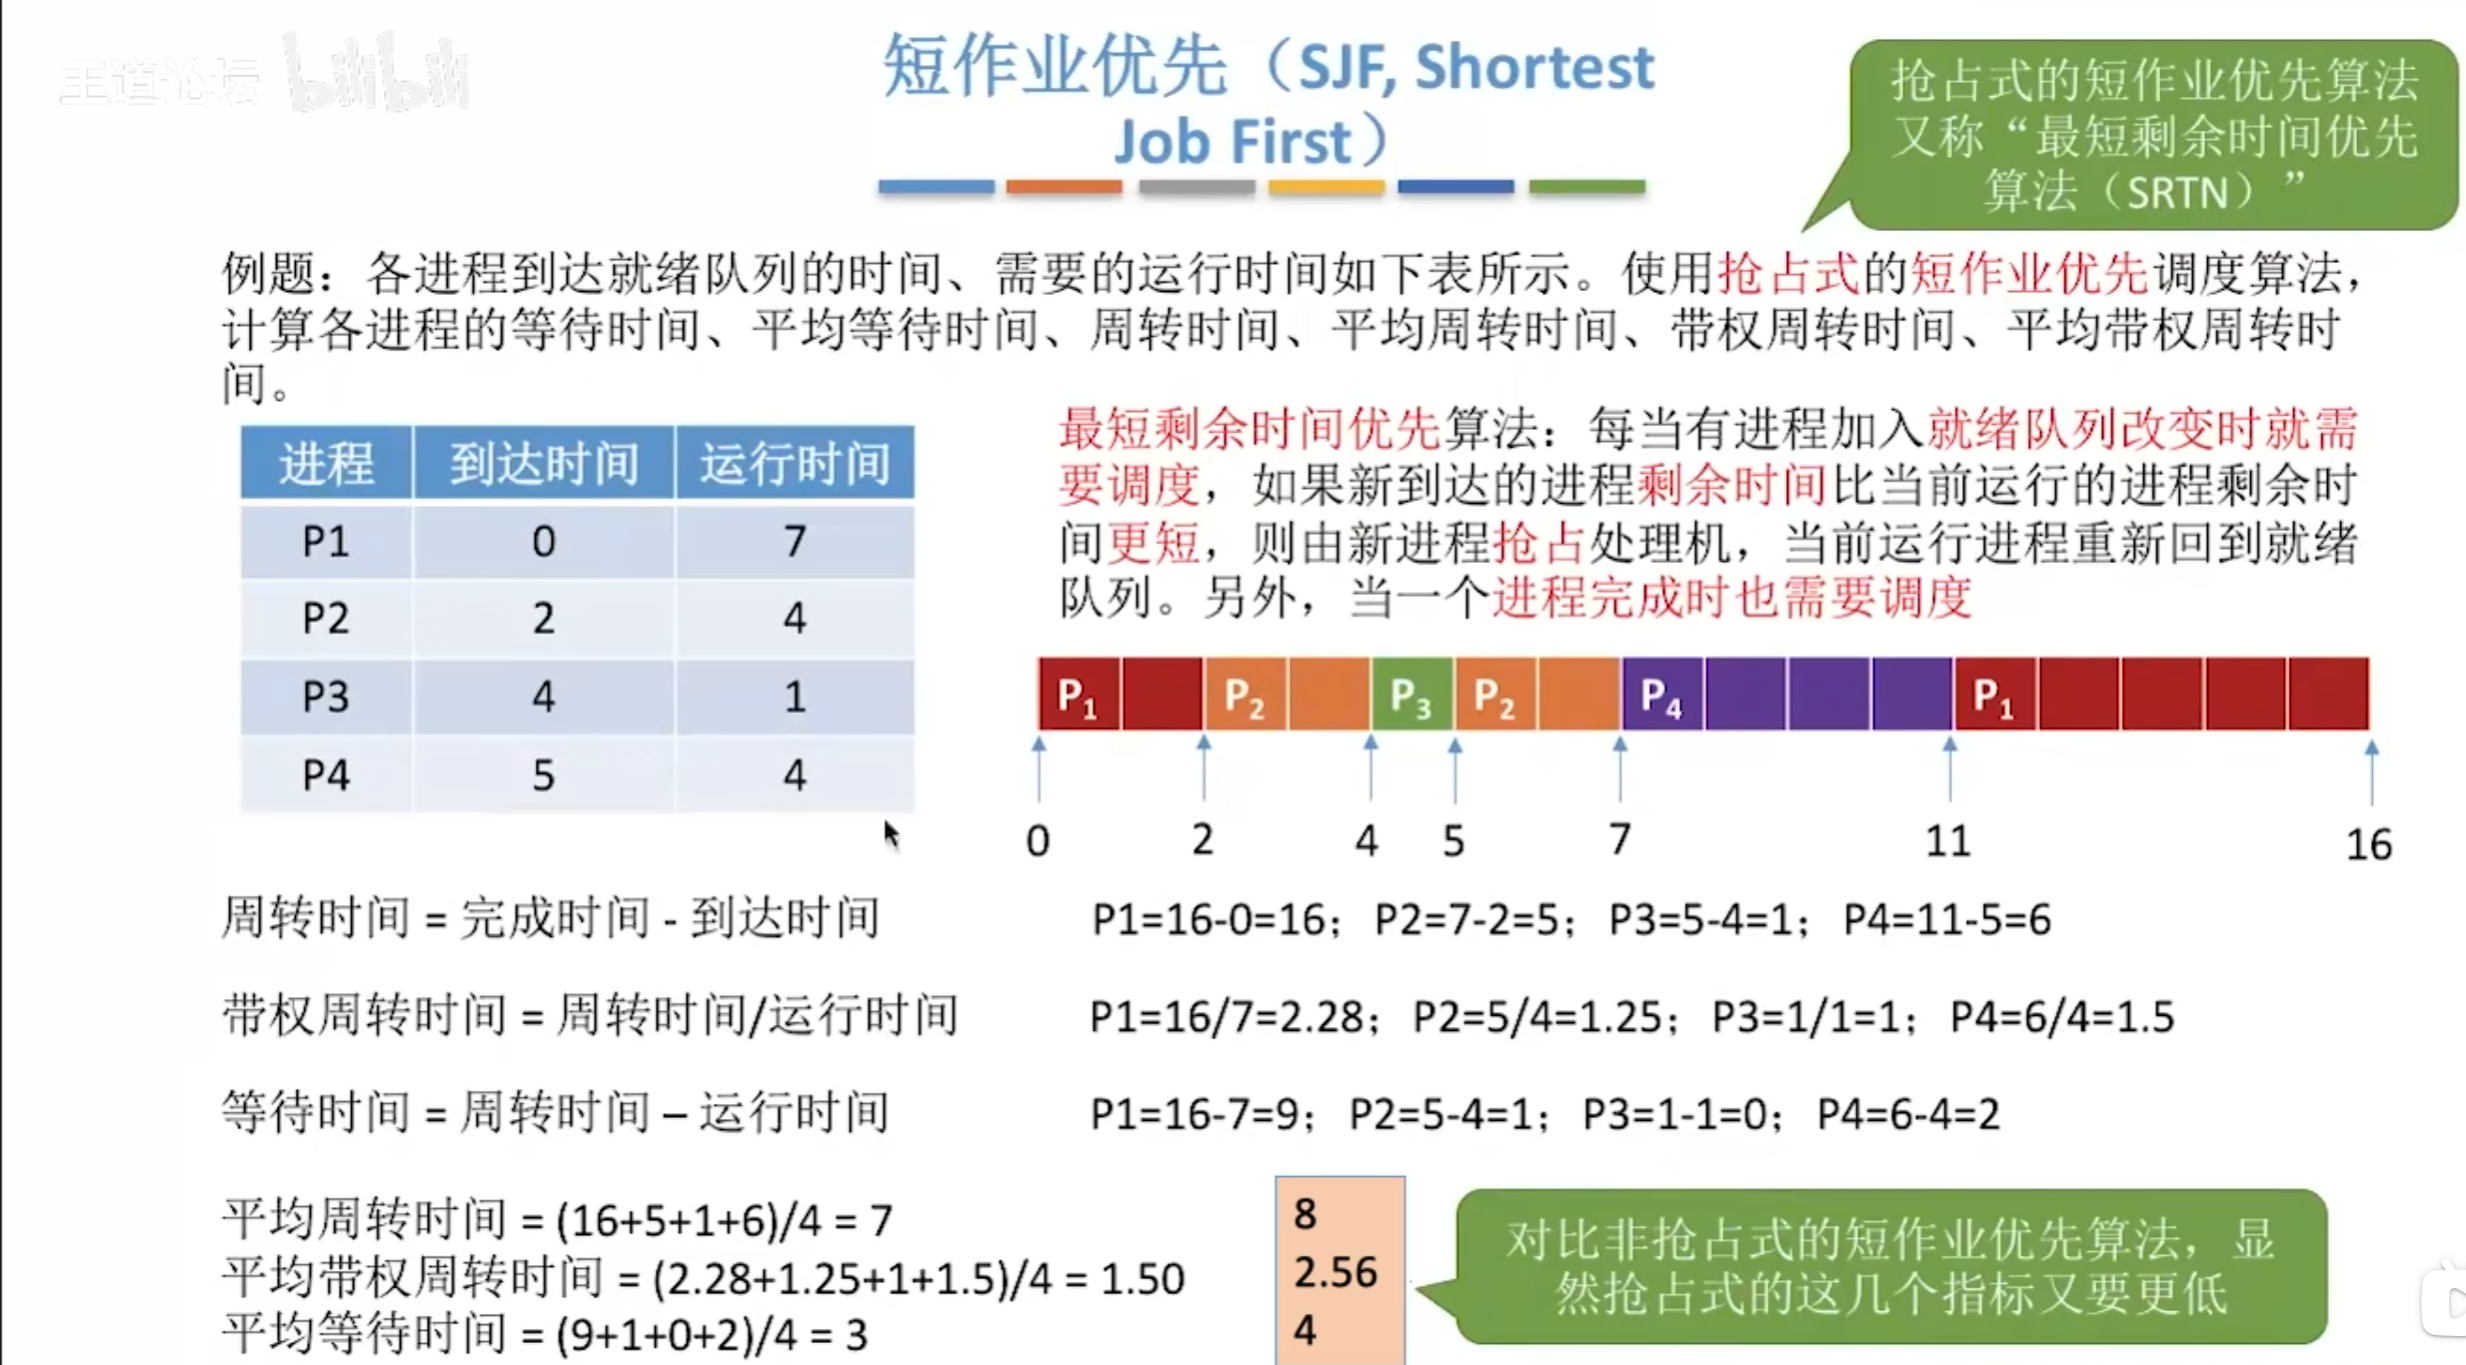 王道论坛 bilibili
短作业优先（SJF, Shortest
Job First）
抢占式的短作业优先算法
又称“最短剩余时间优先
算法（SRTN）”
例题：各进程到达就绪队列的时间、需要的运行时间如下表所示。使用抢占式的短作业优先调度算法，
计算各进程的等待时间、平均等待时间、周转时间、平均周转时间、带权周转时间、平均带权周转时
间。
进程 到达时间 运行时间
P1 0 7
P2 2 4
P3 4 1
P4 5 4
最短剩余时间优先算法：每当有进程加入就绪队列改变时就需
要调度，如果新到达的进程剩余时间比当前运行的进程剩余时
间更短，则由新进程抢占处理机，当前运行进程重新回到就绪
队列。另外，当一个进程完成时也需要调度
P1 P2 P3 P2 P4 P1
0 2 4 5 7 11 16
周转时间 = 完成时间 - 到达时间 P1=16-0=16；P2=7-2=5；P3=5-4=1；P4=11-5=6
带权周转时间 = 周转时间/运行时间 P1=16/7=2.28；P2=5/4=1.25；P3=1/1=1；P4=6/4=1.5
等待时间 = 周转时间 – 运行时间 P1=16-7=9；P2=5-4=1；P3=1-1=0；P4=6-4=2
平均周转时间 = (16+5+1+6)/4 = 7
平均带权周转时间 = (2.28+1.25+1+1.5)/4 = 1.50
平均等待时间 = (9+1+0+2)/4 = 3
8
2.56
4
对比非抢占式的短作业优先算法，显
然抢占式的这几个指标又要更低